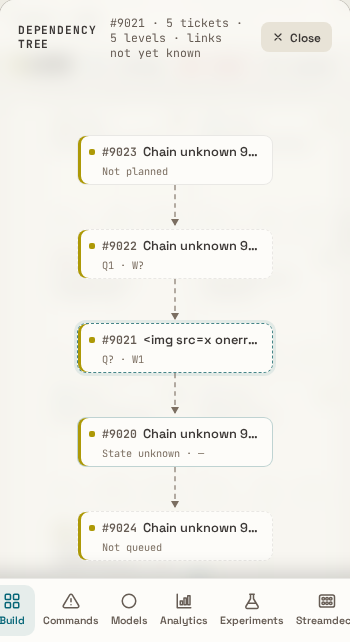 DEPENDENCY TREE
#9021 · 5 tickets · 5 levels · links not yet known
✕ Close
#9023 Chain unknown 9…
Not planned
#9022 Chain unknown 9…
Q1 · W?
#9021 <img src=x onerr…
Q? · W1
#9020 Chain unknown 9…
State unknown · —
#9024 Chain unknown 9…
Not queued
Build Commands Models Analytics Experiments Streamdec